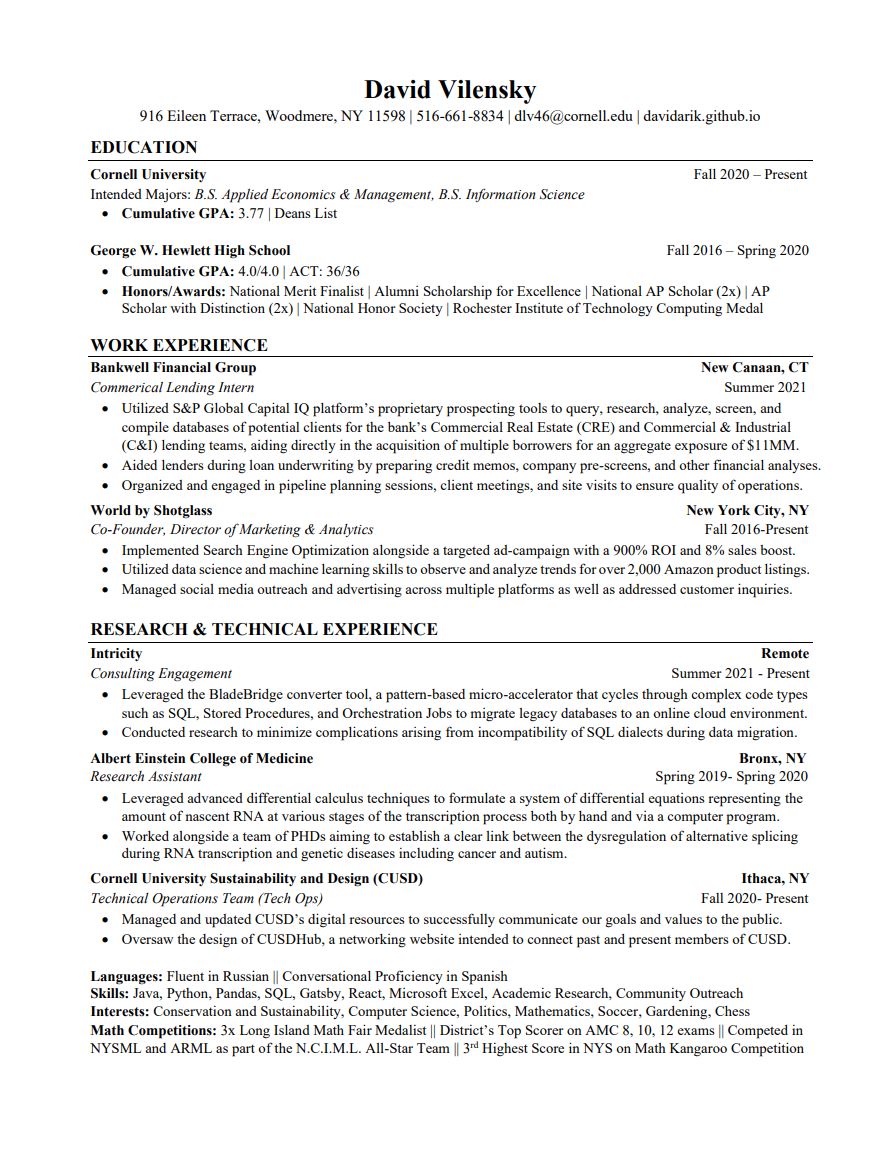 David Vilensky
916 Eileen Terrace, Woodmere, NY 11598 | 516-661-8834 | dlv46@cornell.edu | davidarik.github.io
EDUCATION
Cornell University Fall 2020 – Present
Intended Majors: B.S. Applied Economics & Management, B.S. Information Science
• Cumulative GPA: 3.77 | Deans List
George W. Hewlett High School Fall 2016 – Spring 2020
• Cumulative GPA: 4.0/4.0 | ACT: 36/36
• Honors/Awards: National Merit Finalist | Alumni Scholarship for Excellence | National AP Scholar (2x) | AP
Scholar with Distinction (2x) | National Honor Society | Rochester Institute of Technology Computing Medal
WORK EXPERIENCE
Bankwell Financial Group New Canaan, CT
Commerical Lending Intern Summer 2021
• Utilized S&P Global Capital IQ platform's proprietary prospecting tools to query, research, analyze, screen, and
compile databases of potential clients for the bank's Commercial Real Estate (CRE) and Commercial & Industrial
(C&I) lending teams, aiding directly in the acquisition of multiple borrowers for an aggregate exposure of $11MM.
• Aided lenders during loan underwriting by preparing credit memos, company pre-screens, and other financial analyses.
• Organized and engaged in pipeline planning sessions, client meetings, and site visits to ensure quality of operations.
World by Shotglass New York City, NY
Co-Founder, Director of Marketing & Analytics Fall 2016-Present
• Implemented Search Engine Optimization alongside a targeted ad-campaign with a 900% ROI and 8% sales boost.
• Utilized data science and machine learning skills to observe and analyze trends for over 2,000 Amazon product listings.
• Managed social media outreach and advertising across multiple platforms as well as addressed customer inquiries.
RESEARCH & TECHNICAL EXPERIENCE
Intricity Remote
Consulting Engagement Summer 2021 - Present
• Leveraged the BladeBridge converter tool, a pattern-based micro-accelerator that cycles through complex code types
such as SQL, Stored Procedures, and Orchestration Jobs to migrate legacy databases to an online cloud environment.
• Conducted research to minimize complications arising from incompatibility of SQL dialects during data migration.
Albert Einstein College of Medicine Bronx, NY
Research Assistant Spring 2019- Spring 2020
• Leveraged advanced differential calculus techniques to formulate a system of differential equations representing the
amount of nascent RNA at various stages of the transcription process both by hand and via a computer program.
• Worked alongside a team of PHDs aiming to establish a clear link between the dysregulation of alternative splicing
during RNA transcription and genetic diseases including cancer and autism.
Cornell University Sustainability and Design (CUSD) Ithaca, NY
Technical Operations Team (Tech Ops) Fall 2020- Present
• Managed and updated CUSD's digital resources to successfully communicate our goals and values to the public.
• Oversaw the design of CUSDHub, a networking website intended to connect past and present members of CUSD.
Languages: Fluent in Russian || Conversational Proficiency in Spanish
Skills: Java, Python, Pandas, SQL, Gatsby, React, Microsoft Excel, Academic Research, Community Outreach
Interests: Conservation and Sustainability, Computer Science, Politics, Mathematics, Soccer, Gardening, Chess
Math Competitions: 3x Long Island Math Fair Medalist || District's Top Scorer on AMC 8, 10, 12 exams || Competed in
NYSML and ARML as part of the N.C.I.M.L. All-Star Team || 3rd Highest Score in NYS on Math Kangaroo Competition